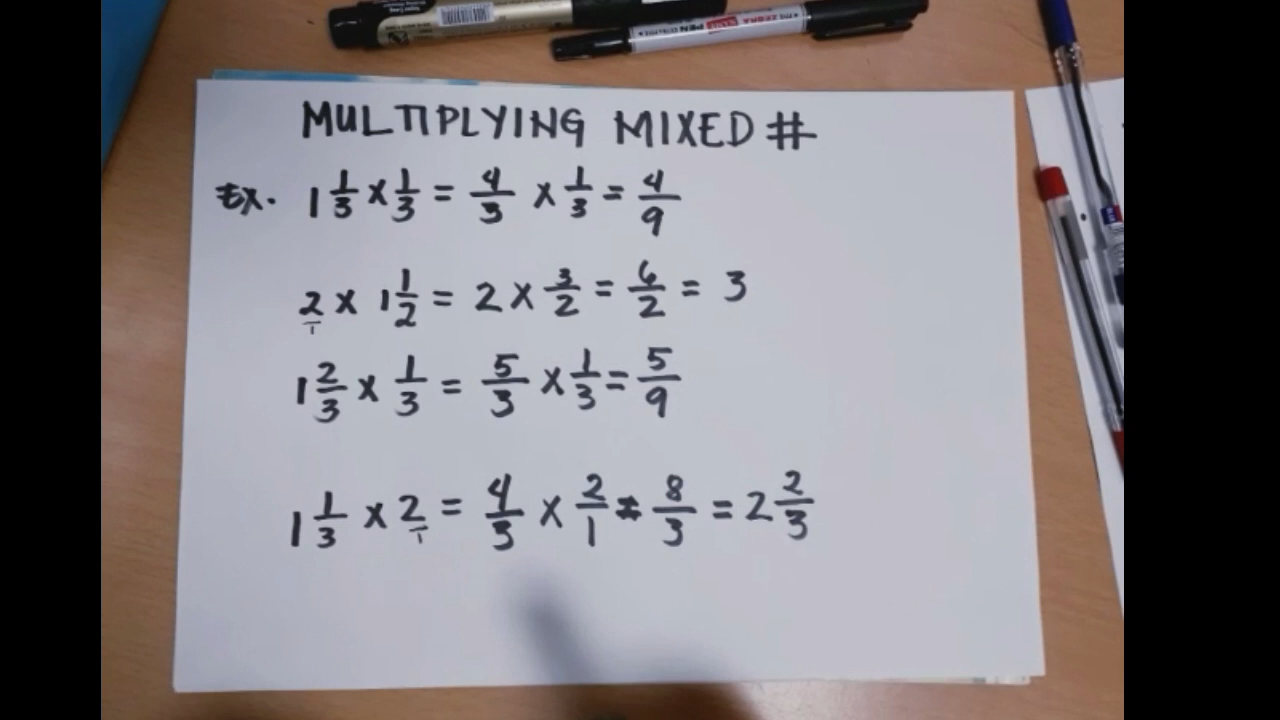 PEN ZEBRA
MULTIPLYING MIXED #
Ex. 1 1/3 x 1/3 = 4/3 x 1/3 = 4/9
2/1 x 1 1/2 = 2 x 3/2 = 6/2 = 3
1 2/3 x 1/3 = 5/3 x 1/3 = 5/9
1 1/3 x 2/1 = 4/3 x 2/1 = 8/3 = 2 2/3